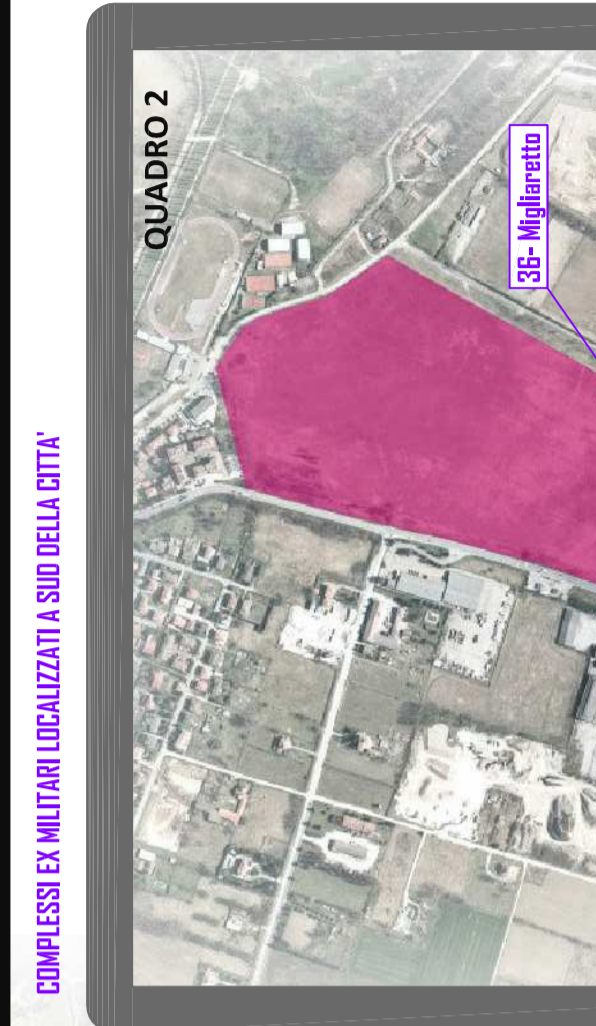 COMPLESSI EX MILITARI LOCALIZZATI A SUD DELLA CITTA'
QUADRO 2
36- Migliaretto